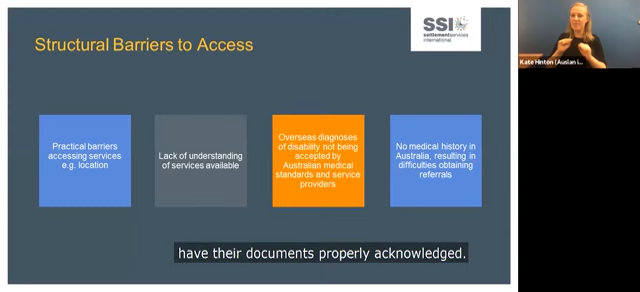 Structural Barriers to Access
SSI
settlement services
international
Kate Hinton (Auslan i...
Practical barriers
accessing services
e.g. location
Lack of understanding
of services available
Overseas diagnoses
of disability not being
accepted by
Australian medical
standards and service
providers
No medical history in
Australia, resulting in
difficulties obtaining
referrals
have their documents properly acknowledged.